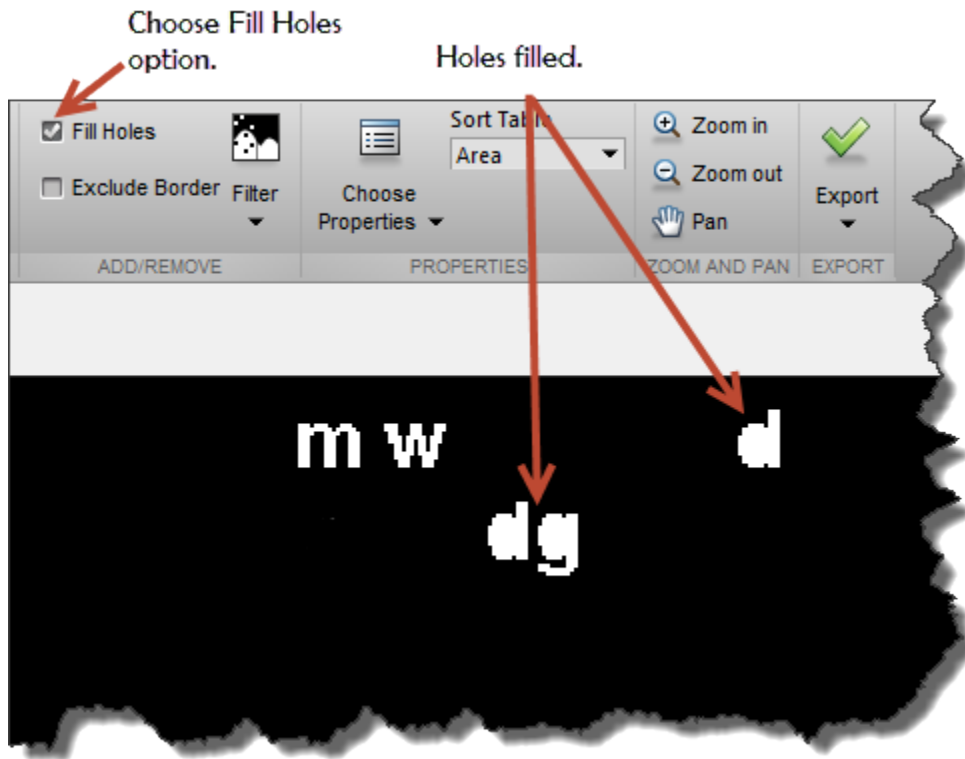 Choose Fill Holes
option.
Holes filled.
Fill Holes
Exclude Border
Filter
Choose
Properties
Sort Table
Area
Zoom in
Zoom out
Pan
Export
ADD/REMOVE
PROPERTIES
ZOOM AND PAN
EXPORT
m w d
dg